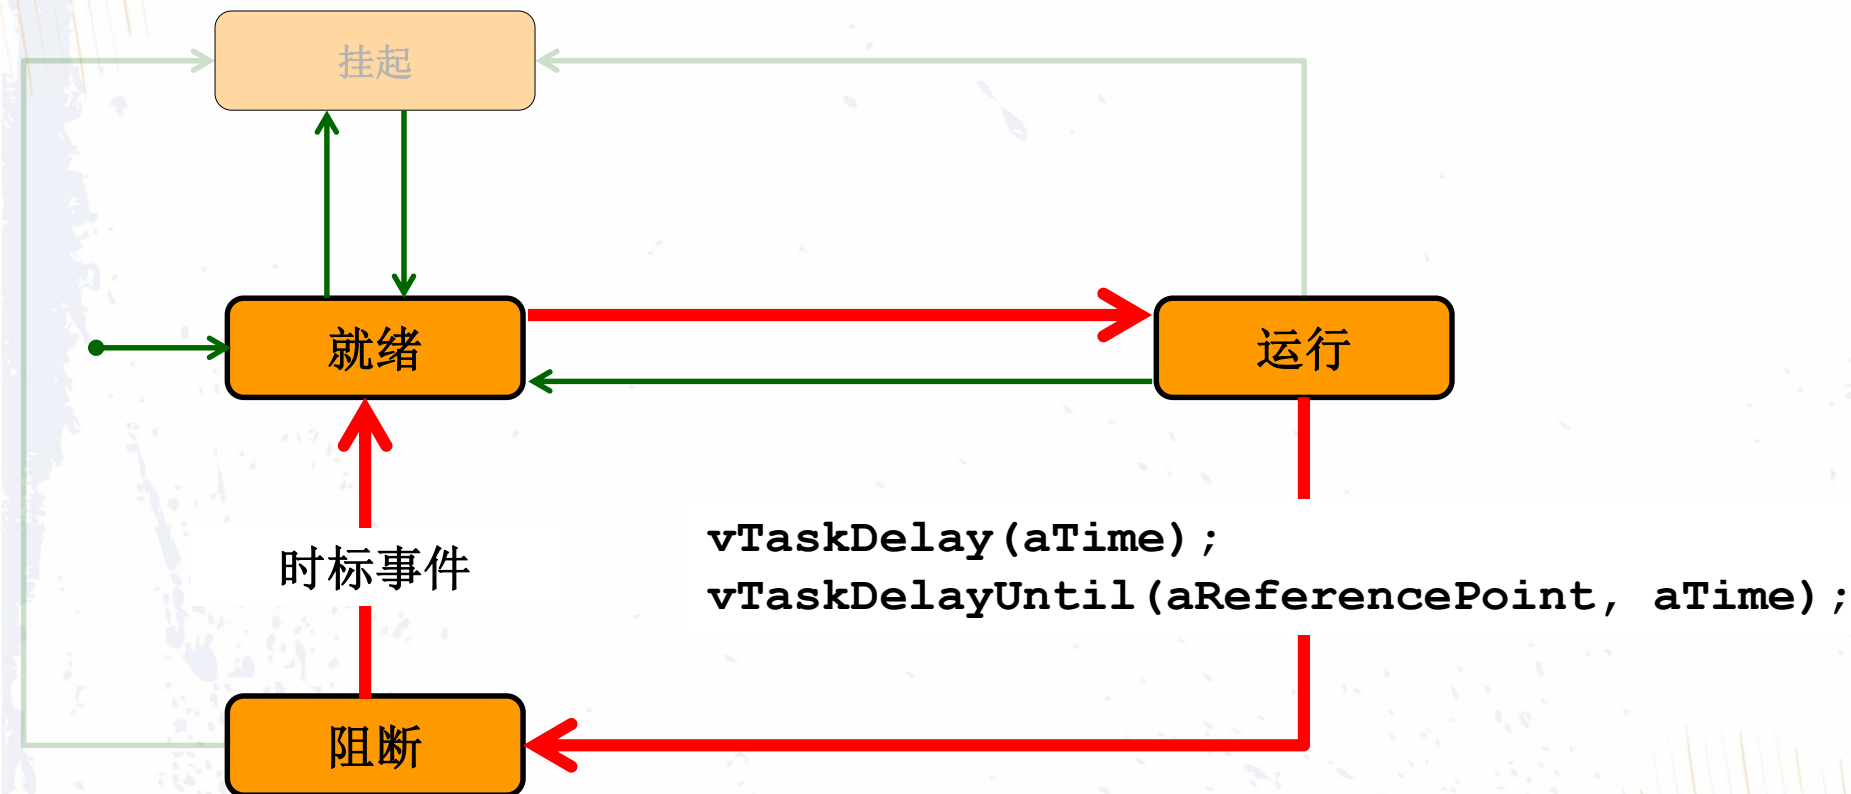 挂起
就绪
运行
时标事件
vTaskDelay(aTime);
vTaskDelayUntil(aReferencePoint, aTime);
阻断